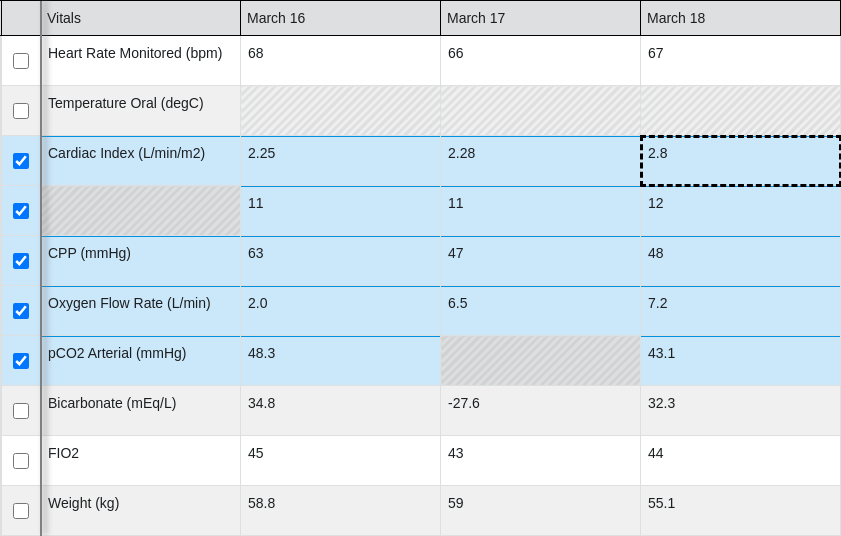 Vitals March 16 March 17 March 18
Heart Rate Monitored (bpm) 68 66 67
Temperature Oral (degC)
Cardiac Index (L/min/m2) 2.25 2.28 2.8
11 11 12
CPP (mmHg) 63 47 48
Oxygen Flow Rate (L/min) 2.0 6.5 7.2
pCO2 Arterial (mmHg) 48.3 43.1
Bicarbonate (mEq/L) 34.8 -27.6 32.3
FIO2 45 43 44
Weight (kg) 58.8 59 55.1